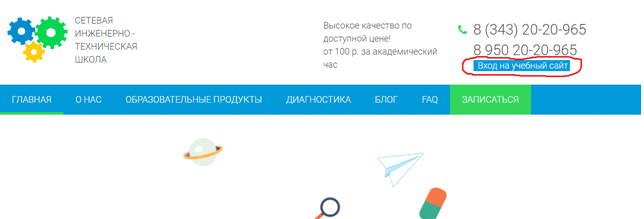 СЕТЕВАЯ
ИНЖЕНЕРНО -
ТЕХНИЧЕСКАЯ
ШКОЛА
Высокое качество по
доступной цене!
от 100 р. за академический
час
8 (343) 20-20-965
8 950 20-20-965
Вход на учебный сайт
ГЛАВНАЯ О НАС ОБРАЗОВАТЕЛЬНЫЕ ПРОДУКТЫ ДИАГНОСТИКА БЛОГ FAQ ЗАПИСАТЬСЯ